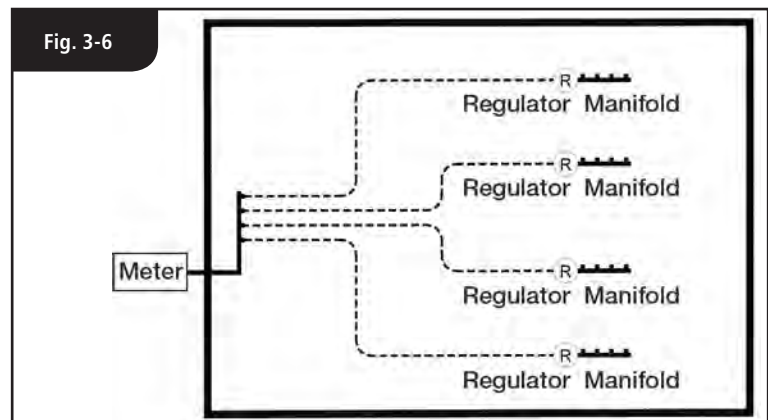 Fig. 3-6
R
Regulator Manifold
R
Regulator Manifold
Meter
R
Regulator Manifold
R
Regulator Manifold